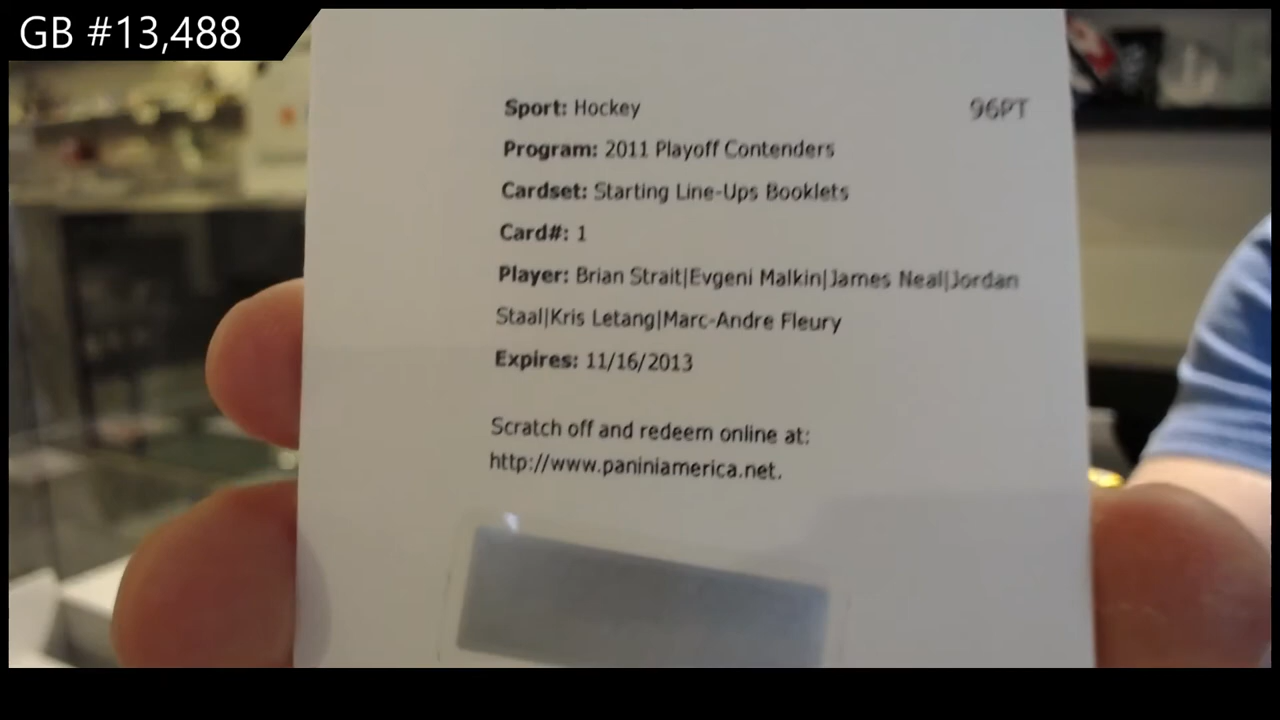 GB #13,488
Sport: Hockey 96PT
Program: 2011 Playoff Contenders
Cardset: Starting Line-Ups Booklets
Card#: 1
Player: Brian Strait|Evgeni Malkin|James Neal|Jordan
Staal|Kris Letang|Marc-Andre Fleury
Expires: 11/16/2013
Scratch off and redeem online at:
http://www.paniniamerica.net.